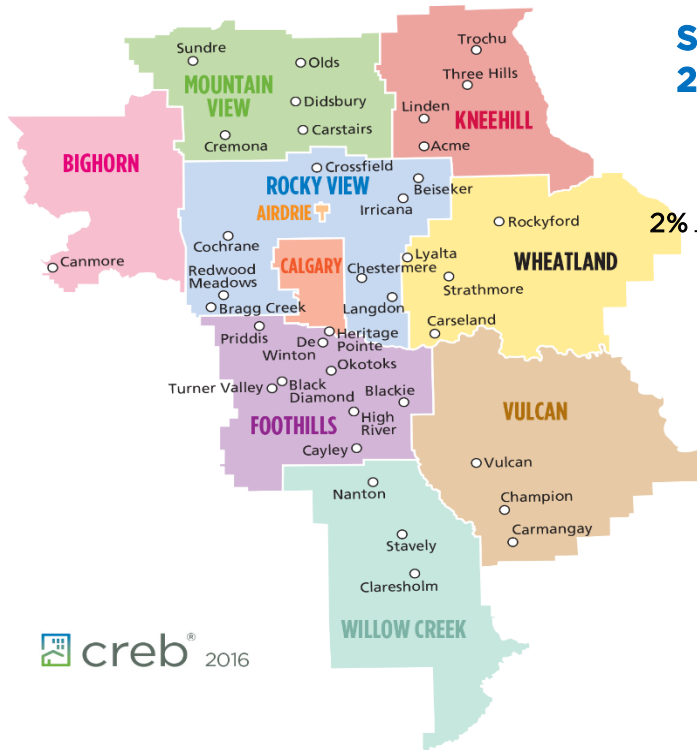 S
2
Sundre
Olds
MOUNTAIN
VIEW
Didsbury
Carstairs
Cremona
Trochu
Three Hills
Linden
KNEEHILL
Acme
BIGHORN
Canmore
Crossfield
ROCKY VIEW
Beiseker
AIRDRIE
Irricana
Cochrane
CALGARY
Chestermere
Redwood
Meadows
Bragg Creek
Langdon
Rockyford
2%
Lyalta
WHEATLAND
Strathmore
Carseland
Priddis
De
Winton
Heritage
Pointe
Okotoks
Turner Valley
Black
Diamond
Blackie
FOOTHILLS
High
River
Cayley
VULCAN
Vulcan
Champion
Carmangay
Nanton
Stavely
Claresholm
WILLOW CREEK
creb® 2016